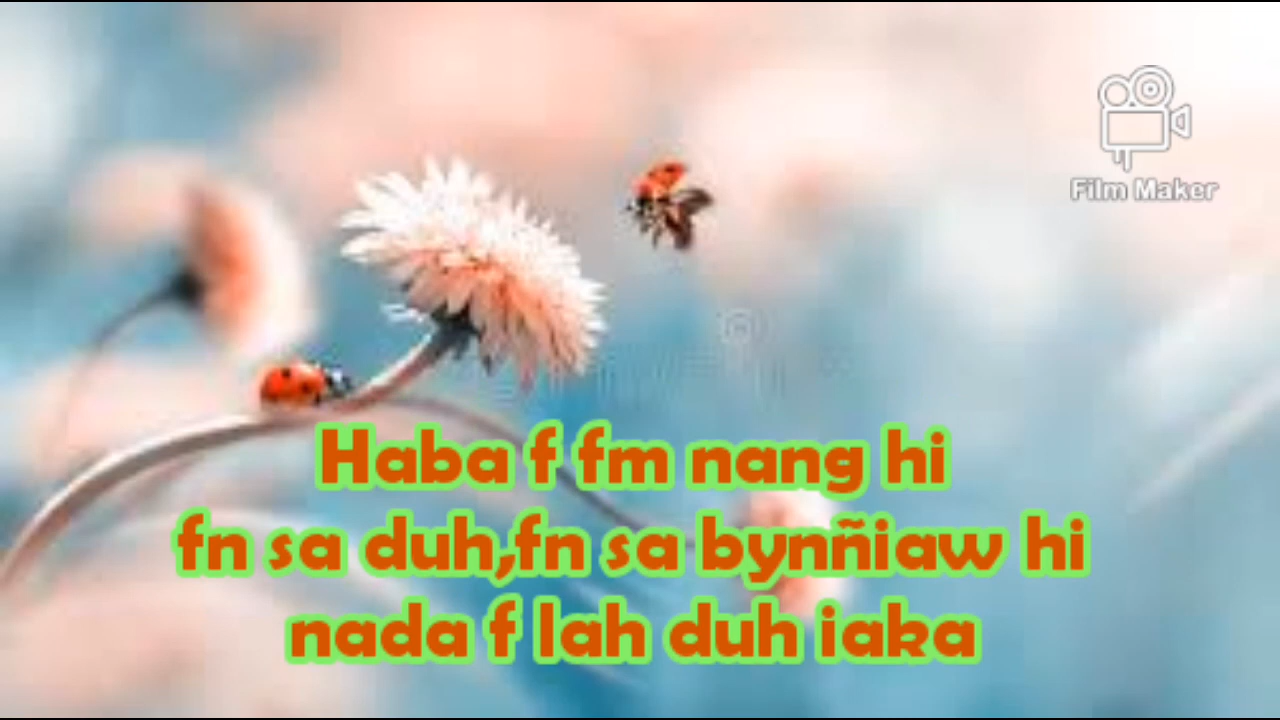 Film Maker
Haba f fm nang hi
fn sa duh,fn sa bynñiaw hi
nada f lah duh iaka